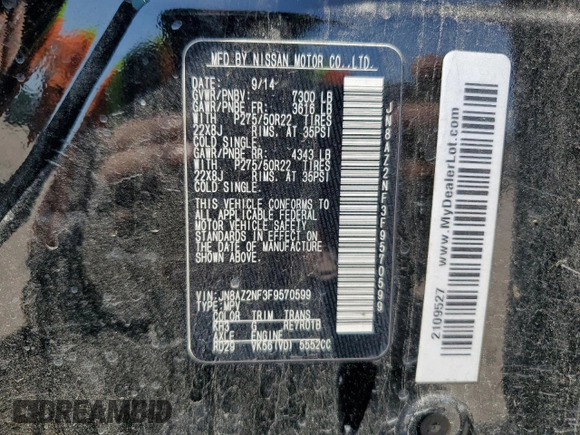 MFD BY NISSAN MOTOR CO.,LTD.
DATE: 9/14
GVWR/PNBV: 7300 LB
GAWR/PNBE FR: 3616 LB
WITH P275/50R22 TIRES
22X8J RIMS. AT 35PSI
COLD SINGLE.
GAWR/PNBE RR: 4343 LB
WITH P275/50R22 TIRES
22X8J RIMS. AT 35PSI
COLD SINGLE.
THIS VEHICLE CONFORMS TO
ALL APPLICABLE FEDERAL
MOTOR VEHICLE SAFETY
STANDARDS IN EFFECT ON
THE DATE OF MANUFACTURE
SHOWN ABOVE.
VIN: JN8AZ2NF3F9570599
TYPE: MPV
COLOR TRIM TRANS
KH3 G RE7R01B
AXLE ENGINE
RD29 VK56(VD) 5552CC
JN8AZ2NF3F9570599
2109527
www.MyDealerLot.com
DREAMBID